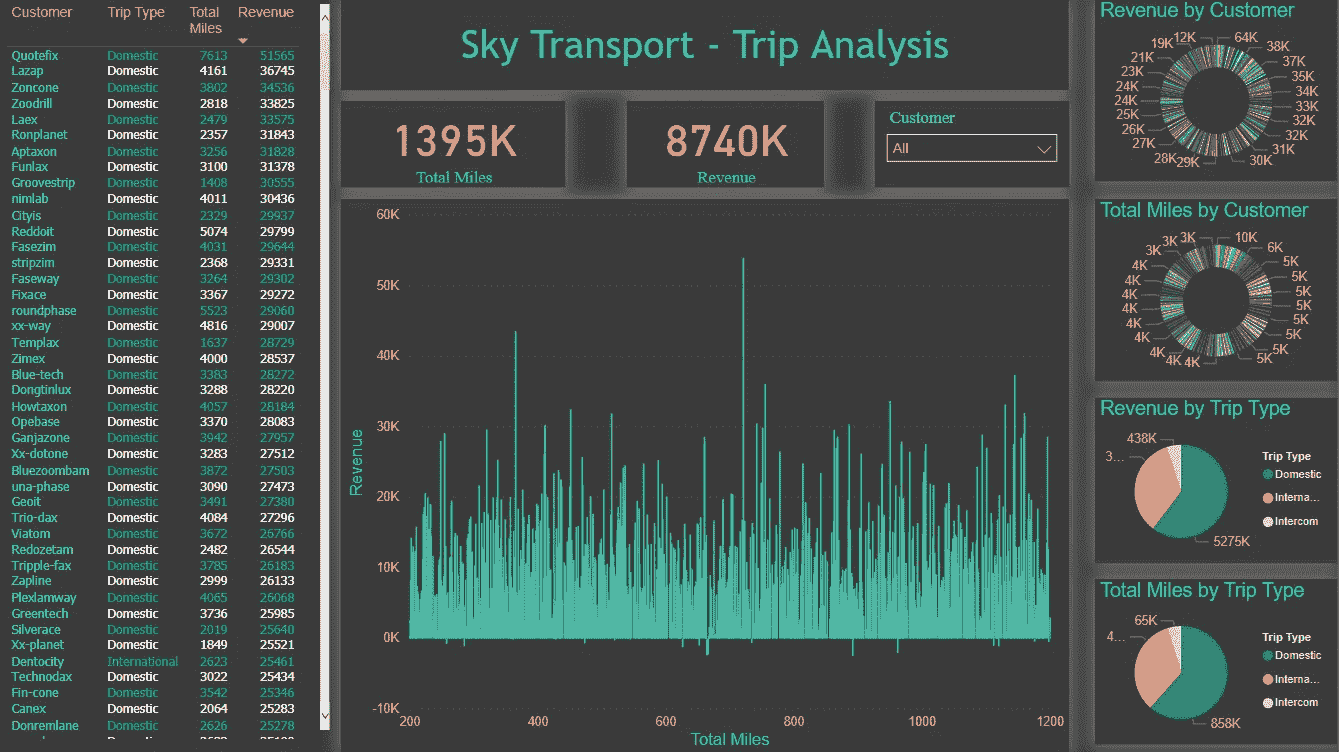 Customer Trip Type Total Miles Revenue
Quotefix Domestic 7613 51565
Lazap Domestic 4161 36745
Zoncone Domestic 3802 34536
Zoodrill Domestic 2818 33825
Laex Domestic 2479 33575
Ronplanet Domestic 2357 31843
Aptaxon Domestic 3256 31828
Funlax Domestic 3100 31378
Groovestrip Domestic 1408 30555
nimlab Domestic 4011 30436
Cityis Domestic 2329 29937
Reddoit Domestic 5074 29799
Fasezim Domestic 4031 29644
stripzim Domestic 2368 29331
Faseway Domestic 3264 29302
Fixace Domestic 3367 29272
roundphase Domestic 5523 29060
xx-way Domestic 4816 29007
Templax Domestic 1637 28729
Zimex Domestic 4000 28537
Blue-tech Domestic 3383 28272
Dongtinlux Domestic 3288 28220
Howtaxon Domestic 4057 28184
Opebase Domestic 3370 28083
Ganjazone Domestic 3942 27957
Xx-dotone Domestic 3283 27512
Bluezoombam Domestic 3872 27503
una-phase Domestic 3090 27473
Geoit Domestic 3491 27380
Trio-dax Domestic 4084 27296
Viatom Domestic 3672 26766
Redozetam Domestic 2482 26544
Tripple-fax Domestic 3785 26183
Zapline Domestic 2999 26133
Plexlamway Domestic 4065 26068
Greentech Domestic 3736 25985
Silverace Domestic 2019 25640
Xx-planet Domestic 1849 25521
Dentocity International 2623 25461
Technodax Domestic 3022 25434
Fin-cone Domestic 3542 25346
Canex Domestic 2064 25283
Donremlane Domestic 2626 25278
Sky Transport - Trip Analysis
1395K
Total Miles
8740K
Revenue
Customer
All
60K
50K
40K
30K
20K
10K
0K
-10K
Revenue
200 400 600 800 1000 1200
Total Miles
Revenue by Customer
12K 64K
19K 38K
21K 37K
23K 35K
24K 34K
24K 33K
25K 32K
26K 32K
27K 31K
28K 29K 30K
Total Miles by Customer
3K 10K
3K 6K
3K 5K
4K 5K
4K 5K
4K 5K
4K 5K
4K 5K
4K 4K 4K 5K 5K
Revenue by Trip Type
438K
3...
5275K
Trip Type
Domestic
Interna...
Intercom
Total Miles by Trip Type
65K
4...
858K
Trip Type
Domestic
Interna...
Intercom